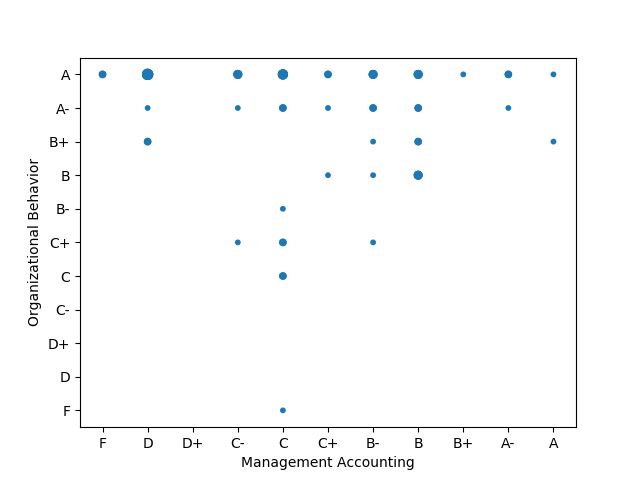 A
A-
B+
B
B-
C+
C
C-
D+
D
F
Organizational Behavior
F D D+ C- C C+ B- B B+ A- A
Management Accounting